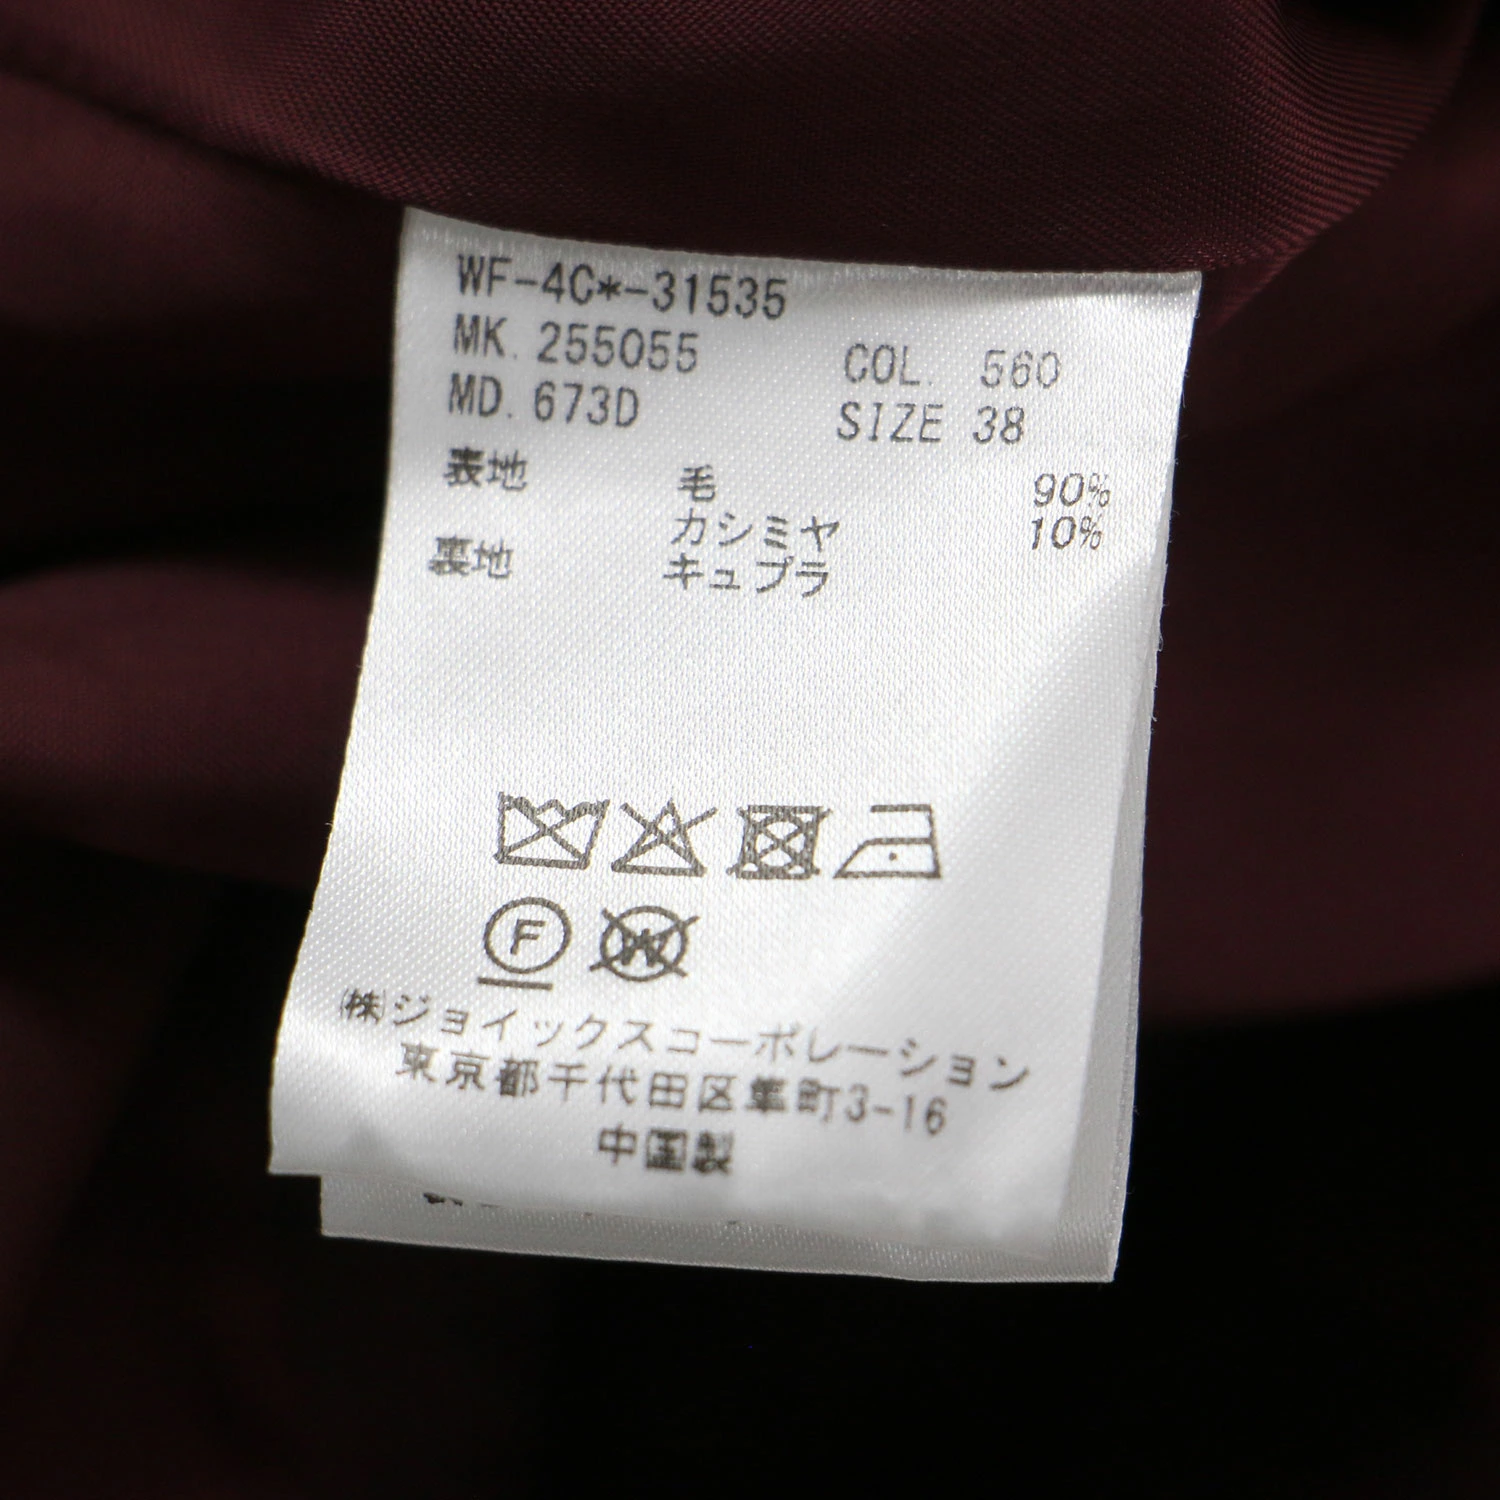 WF-4C*-31535
MK. 255055 COL. 560
MD. 673D SIZE 38
表地 毛 90%
カシミヤ 10%
裏地 キュプラ
F
W
(株)ジョイックスコーポレーション
東京都千代田区隼町3-16
中国製